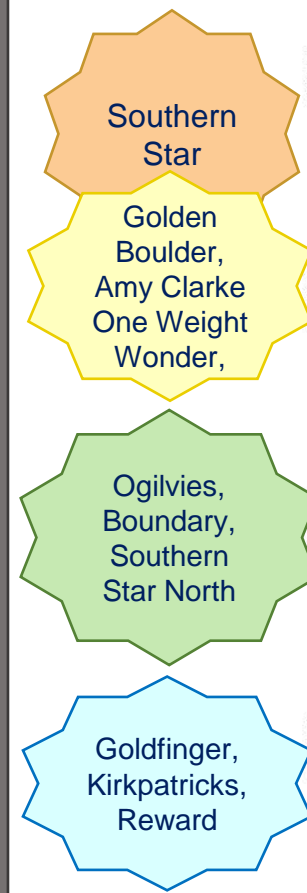 Southern
Star
Golden
Boulder,
Amy Clarke
One Weight
Wonder,
Ogilvies,
Boundary,
Southern
Star North
Goldfinger,
Kirkpatricks,
Reward